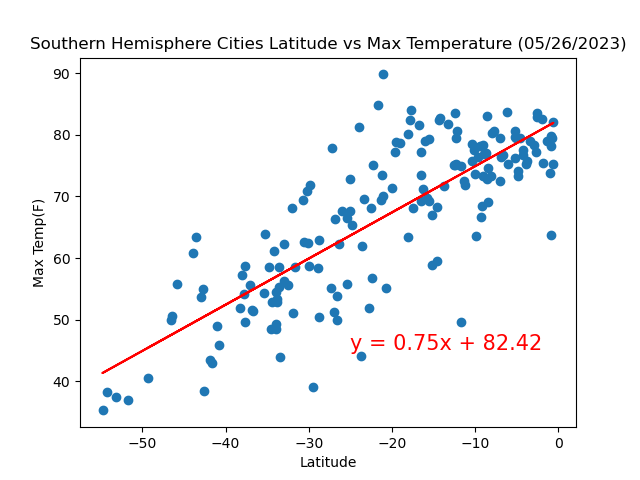 Southern Hemisphere Cities Latitude vs Max Temperature (05/26/2023)
90
80
70
60
50
40
Max Temp(F)
y = 0.75x + 82.42
−50 −40 −30 −20 −10 0
Latitude